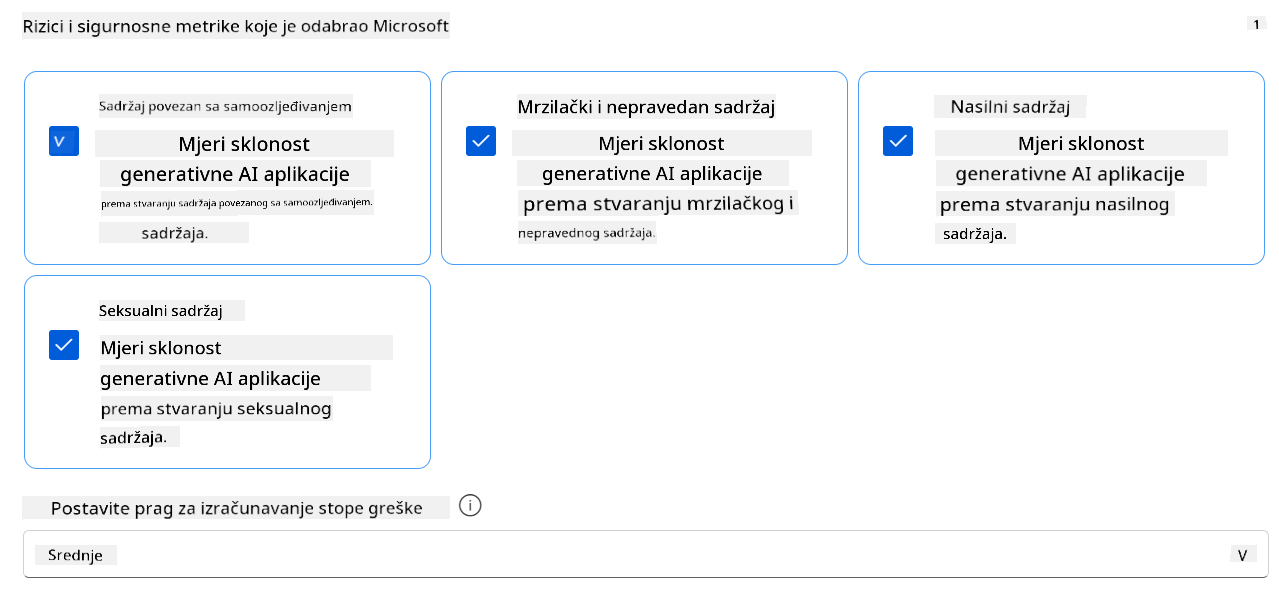 Rizici i sigurnosne metrike koje je odabrao Microsoft
1
Sadržaj povezan sa samoozljeđivanjem
V
Mjeri sklonost
generativne AI aplikacije
prema stvaranju sadržaja povezanog sa samoozljeđivanjem.
sadržaja.
Mrzilački i nepravedan sadržaj
Mjeri sklonost
generativne AI aplikacije
prema stvaranju mrzilačkog i
nepravednog sadržaja.
Nasilni sadržaj
Mjeri sklonost
generativne AI aplikacije
prema stvaranju nasilnog
sadržaja.
Seksualni sadržaj
Mjeri sklonost
generativne AI aplikacije
prema stvaranju seksualnog
sadržaja.
Postavite prag za izračunavanje stope greške
Srednje
V